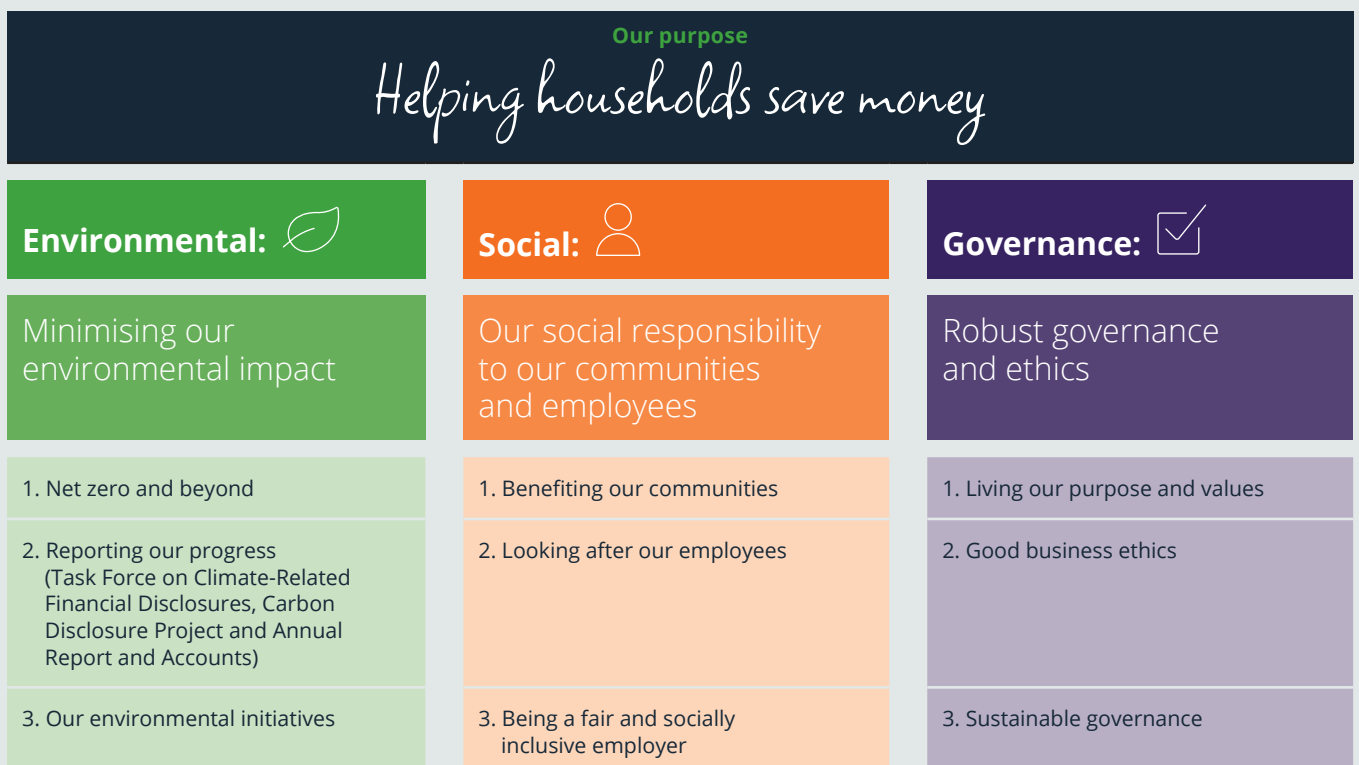 Our purpose
Helping households save money
Environmental:
Minimising our
environmental impact
1. Net zero and beyond
2. Reporting our progress
(Task Force on Climate-Related
Financial Disclosures, Carbon
Disclosure Project and Annual
Report and Accounts)
3. Our environmental initiatives
Social:
Our social responsibility
to our communities
and employees
1. Benefiting our communities
2. Looking after our employees
3. Being a fair and socially
inclusive employer
Governance:
Robust governance
and ethics
1. Living our purpose and values
2. Good business ethics
3. Sustainable governance